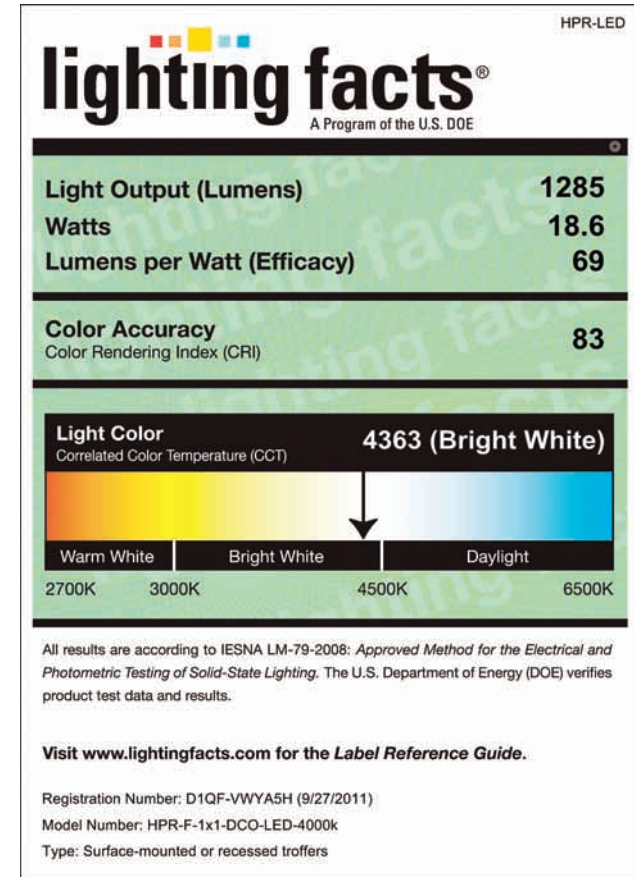 HPR-LED
lighting facts®
A Program of the U.S. DOE
Light Output (Lumens) 1285
Watts 18.6
Lumens per Watt (Efficacy) 69
Color Accuracy
Color Rendering Index (CRI) 83
Light Color
Correlated Color Temperature (CCT) 4363 (Bright White)
Warm White Bright White Daylight
2700K 3000K 4500K 6500K
All results are according to IESNA LM-79-2008: Approved Method for the Electrical and
Photometric Testing of Solid-State Lighting. The U.S. Department of Energy (DOE) verifies
product test data and results.
Visit www.lightingfacts.com for the Label Reference Guide.
Registration Number: D1QF-VWYA5H (9/27/2011)
Model Number: HPR-F-1x1-DCO-LED-4000k
Type: Surface-mounted or recessed troffers